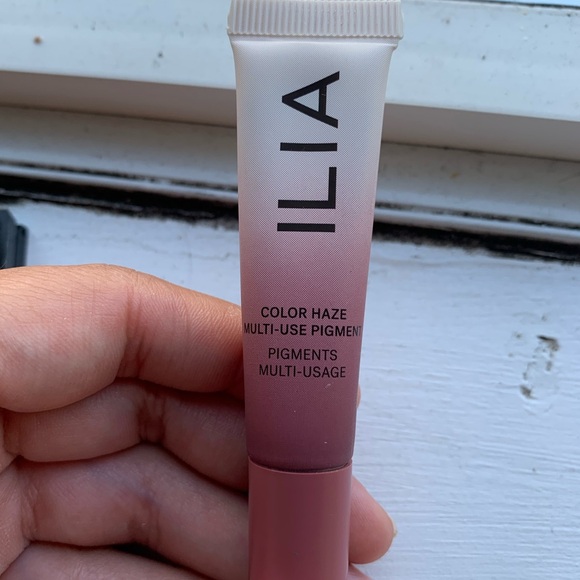 ILIA
COLOR HAZE
MULTI-USE PIGMENT
PIGMENTS
MULTI-USAGE